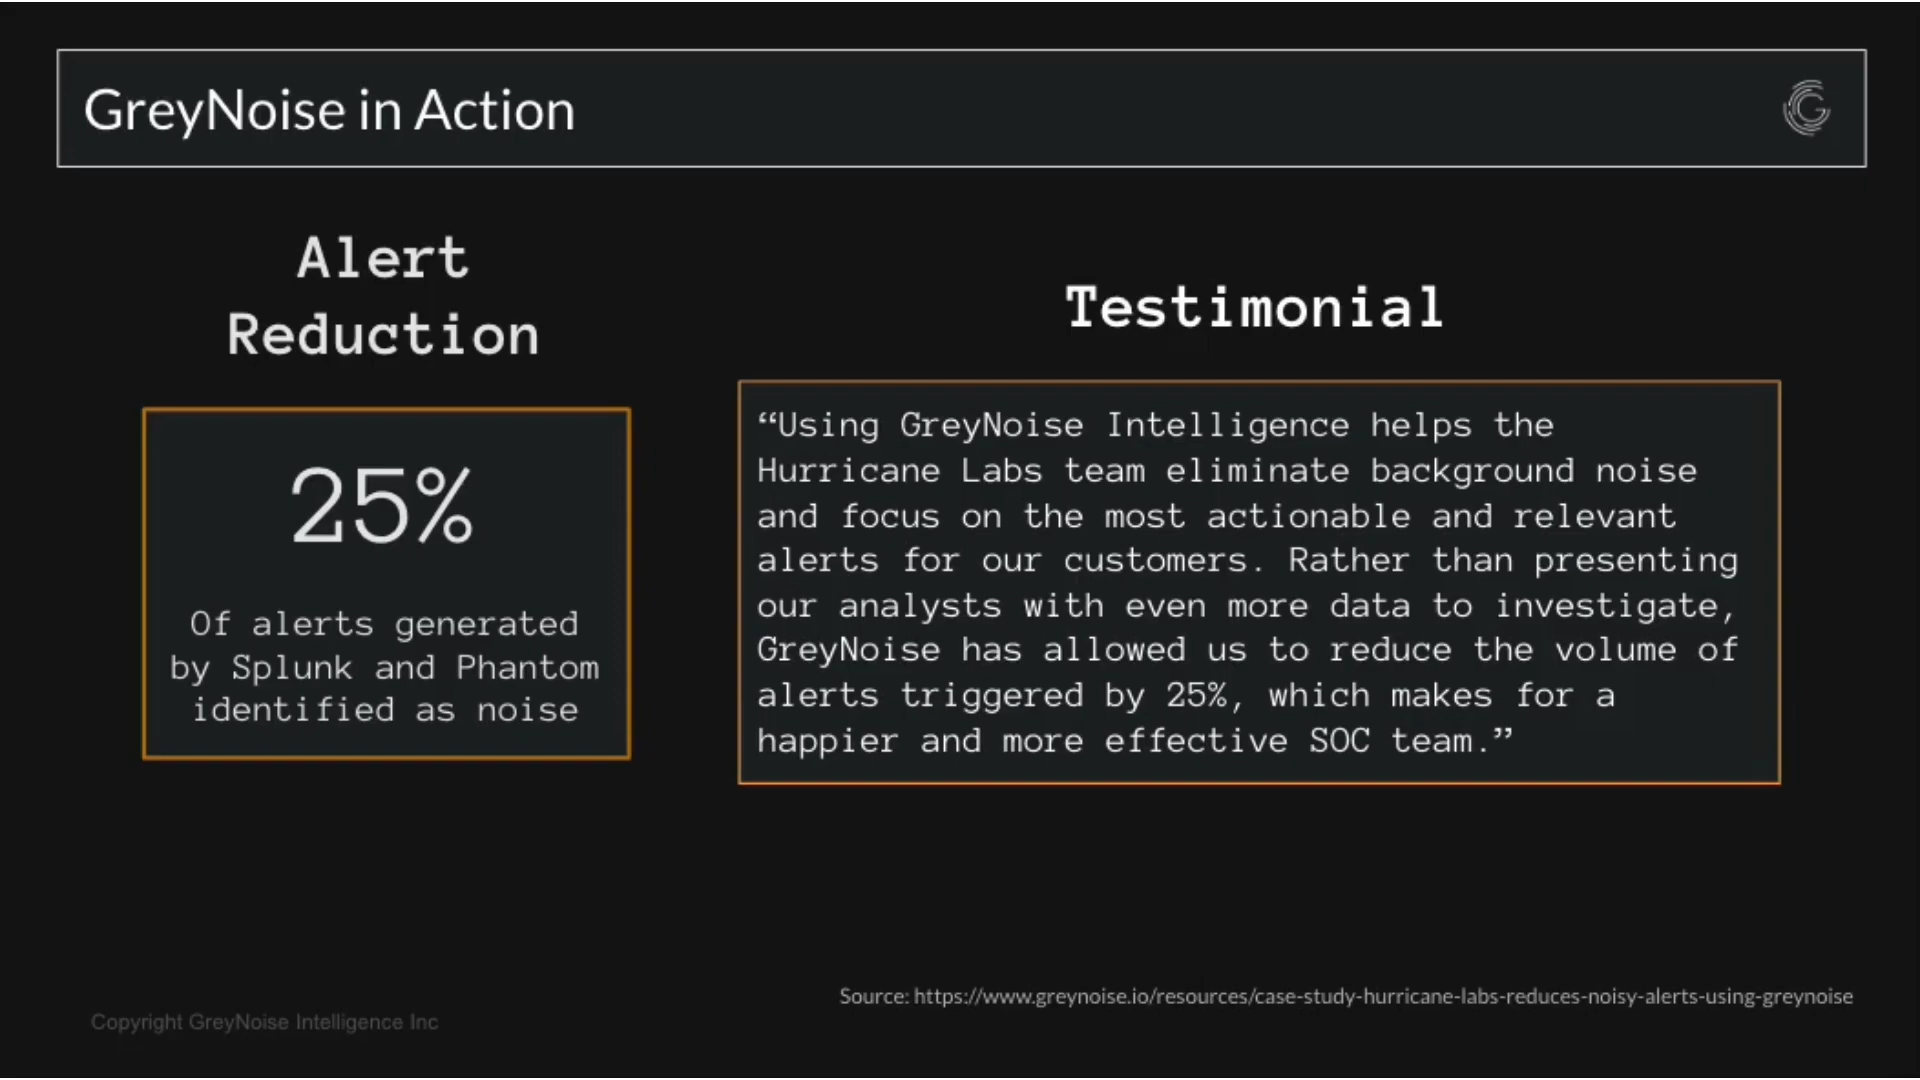 GreyNoise in Action
Alert
Reduction
25%
Of alerts generated
by Splunk and Phantom
identified as noise
Testimonial
“Using GreyNoise Intelligence helps the
Hurricane Labs team eliminate background noise
and focus on the most actionable and relevant
alerts for our customers. Rather than presenting
our analysts with even more data to investigate,
GreyNoise has allowed us to reduce the volume of
alerts triggered by 25%, which makes for a
happier and more effective SOC team.”
Source: https://www.greynoise.io/resources/case-study-hurricane-labs-reduces-noisy-alerts-using-greynoise
Copyright GreyNoise Intelligence Inc